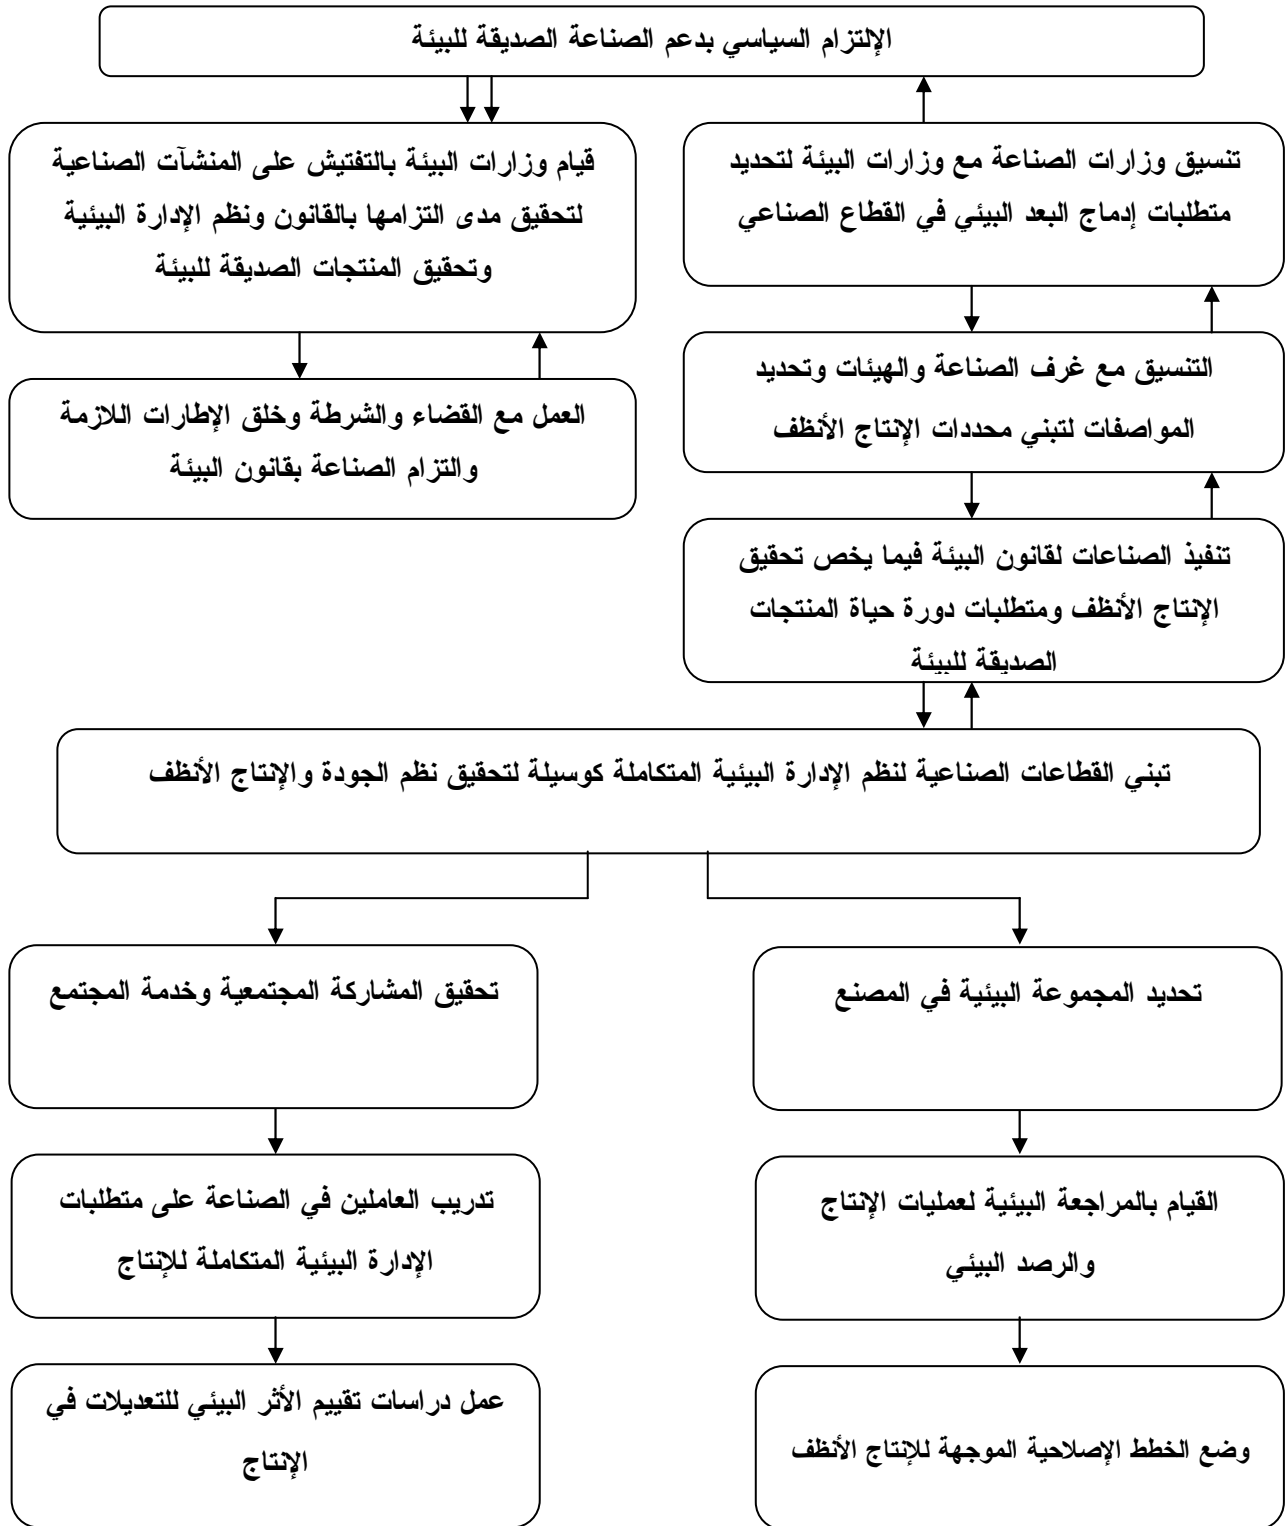 الإلتزام السياسي بدعم الصناعة الصديقة للبيئة
تنسيق وزارات الصناعة مع وزارات البيئة لتحديد
متطلبات إدماج البعد البيئي في القطاع الصناعي
قيام وزارات البيئة بالتفتيش على المنشآت الصناعية
لتحقيق مدى التزامها بالقانون ونظم الإدارة البيئية
وتحقيق المنتجات الصديقة للبيئة
التنسيق مع غرف الصناعة والهيئات وتحديد
المواصفات لتبني محددات الإنتاج الأنظف
العمل مع القضاء والشرطة وخلق الإطارات اللازمة
والتزام الصناعة بقانون البيئة
تنفيذ الصناعات لقانون البيئة فيما يخص تحقيق
الإنتاج الأنظف ومتطلبات دورة حياة المنتجات
الصديقة للبيئة
تبني القطاعات الصناعية لنظم الإدارة البيئية المتكاملة كوسيلة لتحقيق نظم الجودة والإنتاج الأنظف
تحديد المجموعة البيئية في المصنع
تحقيق المشاركة المجتمعية وخدمة المجتمع
القيام بالمراجعة البيئية لعمليات الإنتاج
والرصد البيئي
تدريب العاملين في الصناعة على متطلبات
الإدارة البيئية المتكاملة للإنتاج
وضع الخطط الإصلاحية الموجهة للإنتاج الأنظف
عمل دراسات تقييم الأثر البيئي للتعديلات في
الإنتاج